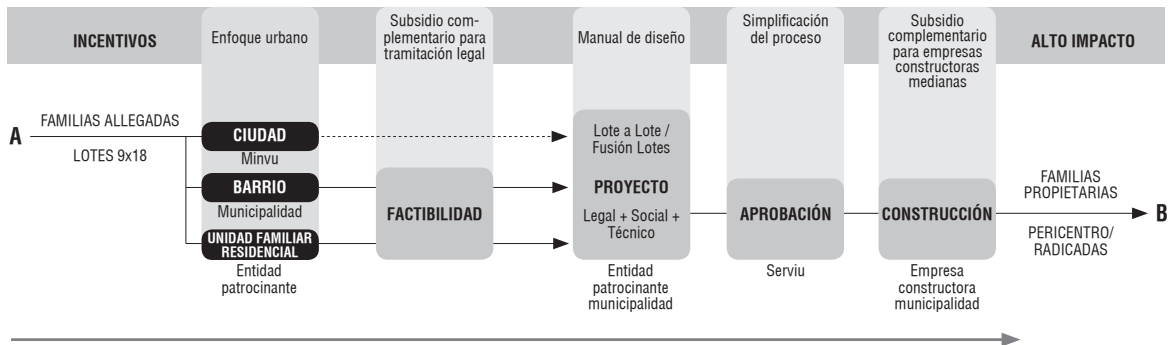 INCENTIVOS
Enfoque urbano
Subsidio com-
plementario para
tramitación legal
Manual de diseño
Simplificación
del proceso
Subsidio
complementario
para empresas
constructoras
medianas
ALTO IMPACTO
A
FAMILIAS ALLEGADAS
LOTES 9x18
CIUDAD
Minvu
BARRIO
Municipalidad
UNIDAD FAMILIAR
RESIDENCIAL
Entidad
patrocinante
FACTIBILIDAD
Lote a Lote /
Fusión Lotes
PROYECTO
Legal + Social +
Técnico
Entidad
patrocinante
municipalidad
APROBACIÓN
Serviu
CONSTRUCCIÓN
Empresa
constructora
municipalidad
FAMILIAS
PROPIETARIAS
PERICENTRO/
RADICADAS
B